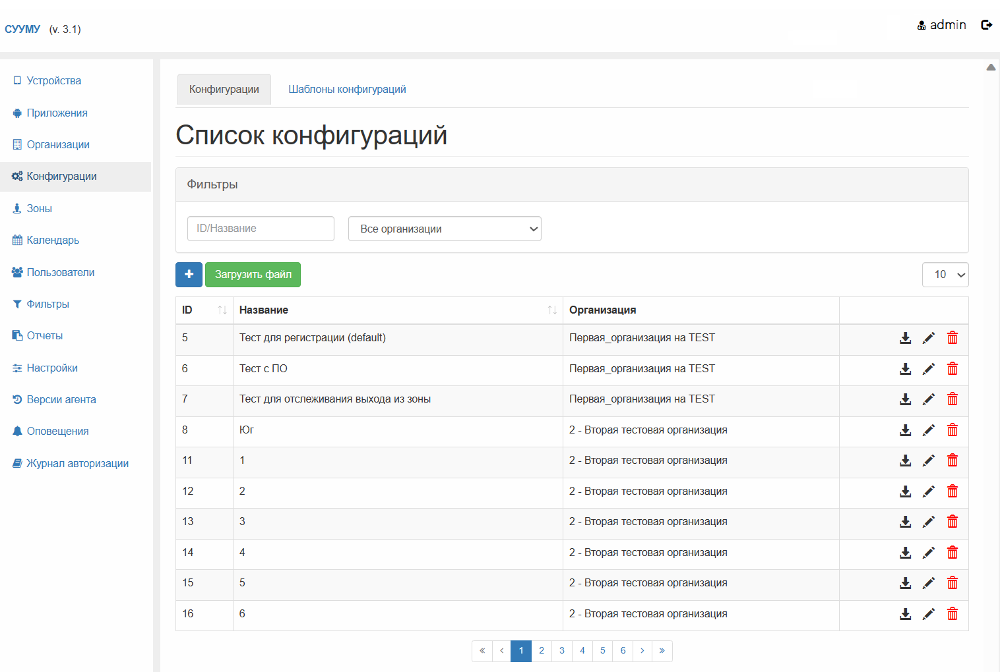 СУУМУ (v. 3.1)
admin
Устройства
Приложения
Организации
Конфигурации
Зоны
Календарь
Пользователи
Фильтры
Отчеты
Настройки
Версии агента
Оповещения
Журнал авторизации
Конфигурации Шаблоны конфигураций
Список конфигураций
Фильтры
ID/Название Все организации
+ Загрузить файл 10
ID Название Организация
5 Тест для регистрации (default) Первая_организация на TEST
6 Тест с ПО Первая_организация на TEST
7 Тест для отслеживания выхода из зоны Первая_организация на TEST
8 Юг 2 - Вторая тестовая организация
11 1 2 - Вторая тестовая организация
12 2 2 - Вторая тестовая организация
13 3 2 - Вторая тестовая организация
14 4 2 - Вторая тестовая организация
15 5 2 - Вторая тестовая организация
16 6 2 - Вторая тестовая организация
« ‹ 1 2 3 4 5 6 › »